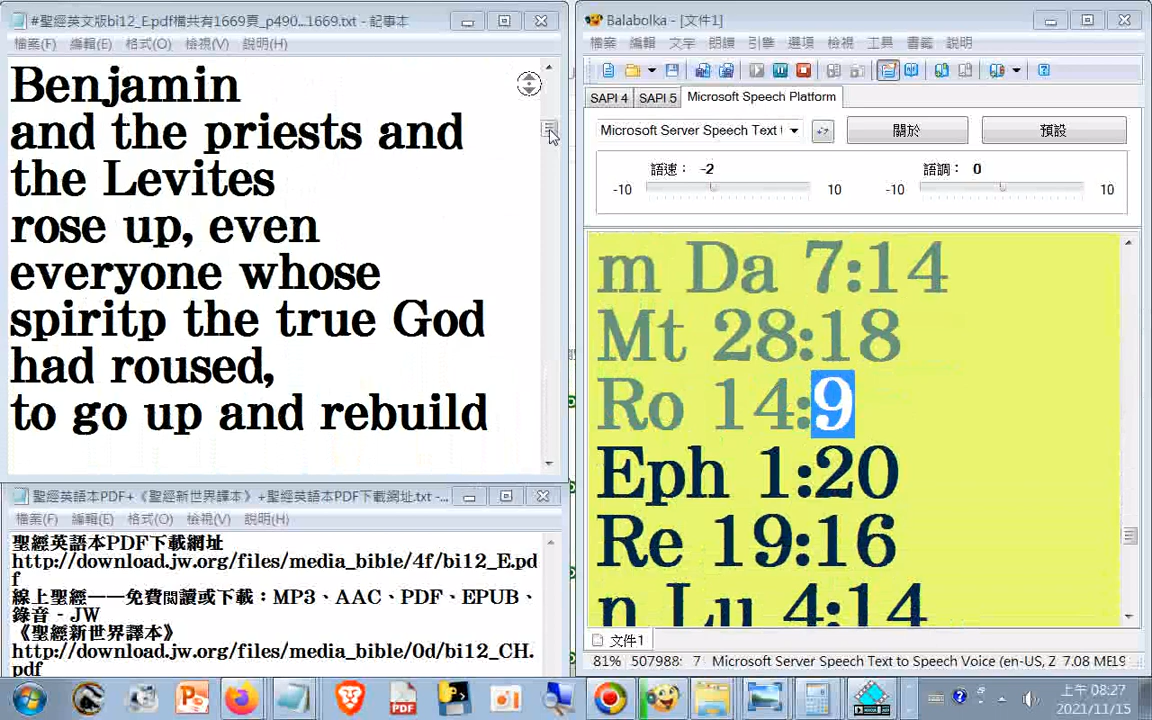 #聖經英文版bi12_E.pdf檔共有1669頁_p490...1669.txt - 記事本
檔案(F) 編輯(E) 格式(O) 檢視(V) 說明(H)
Benjamin
and the priests and
the Levites
rose up, even
everyone whose
spiritp the true God
had roused,
to go up and rebuild
聖經英語本PDF+《聖經新世界譯本》+聖經英語本PDF下載網址.txt -...
檔案(F) 編輯(E) 格式(O) 檢視(V) 說明(H)
聖經英語本PDF下載網址
http://download.jw.org/files/media_bible/4f/bi12_E.pd
f
線上聖經——免費閱讀或下載：MP3、AAC、PDF、EPUB、
錄音 - JW
《聖經新世界譯本》
http://download.jw.org/files/media_bible/0d/bi12_CH.
pdf
Balabolka - [文件1]
檔案 編輯 文字 朗讀 引擎 選項 檢視 工具 書籤 說明
SAPI 4 SAPI 5 Microsoft Speech Platform
Microsoft Server Speech Text 關於 預設
語速： -2 語調： 0
-10 10 -10 10
m Da 7:14
Mt 28:18
Ro 14:9
Eph 1:20
Re 19:16
n Lu 4:14
文件1
81% 507988: 7 Microsoft Server Speech Text to Speech Voice (en-US, Z 7.08 ME19
PDF
上午 08:27
2021/11/15